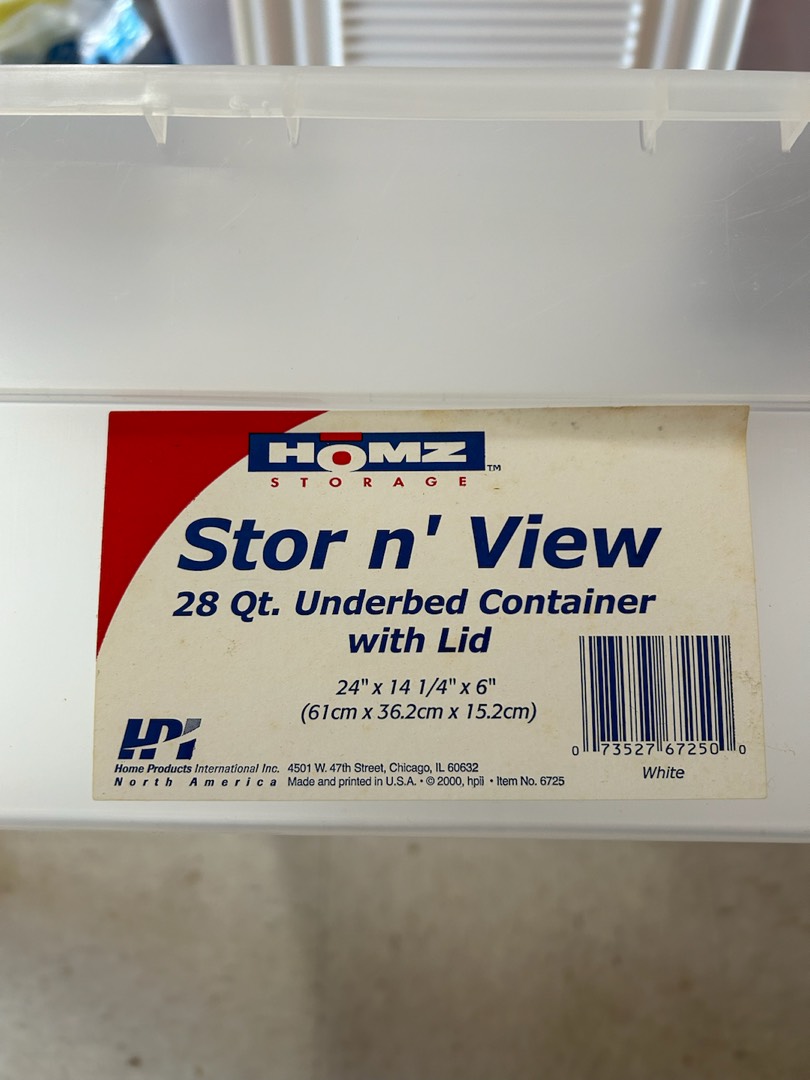 HŌMZ™
STORAGE
Stor n' View
28 Qt. Underbed Container
with Lid
24" x 14 1/4" x 6"
(61cm x 36.2cm x 15.2cm)
0 73527 67250 0
White
HPI
Home Products International Inc.
North America
4501 W. 47th Street, Chicago, IL 60632
Made and printed in U.S.A. • © 2000, hpii • Item No. 6725